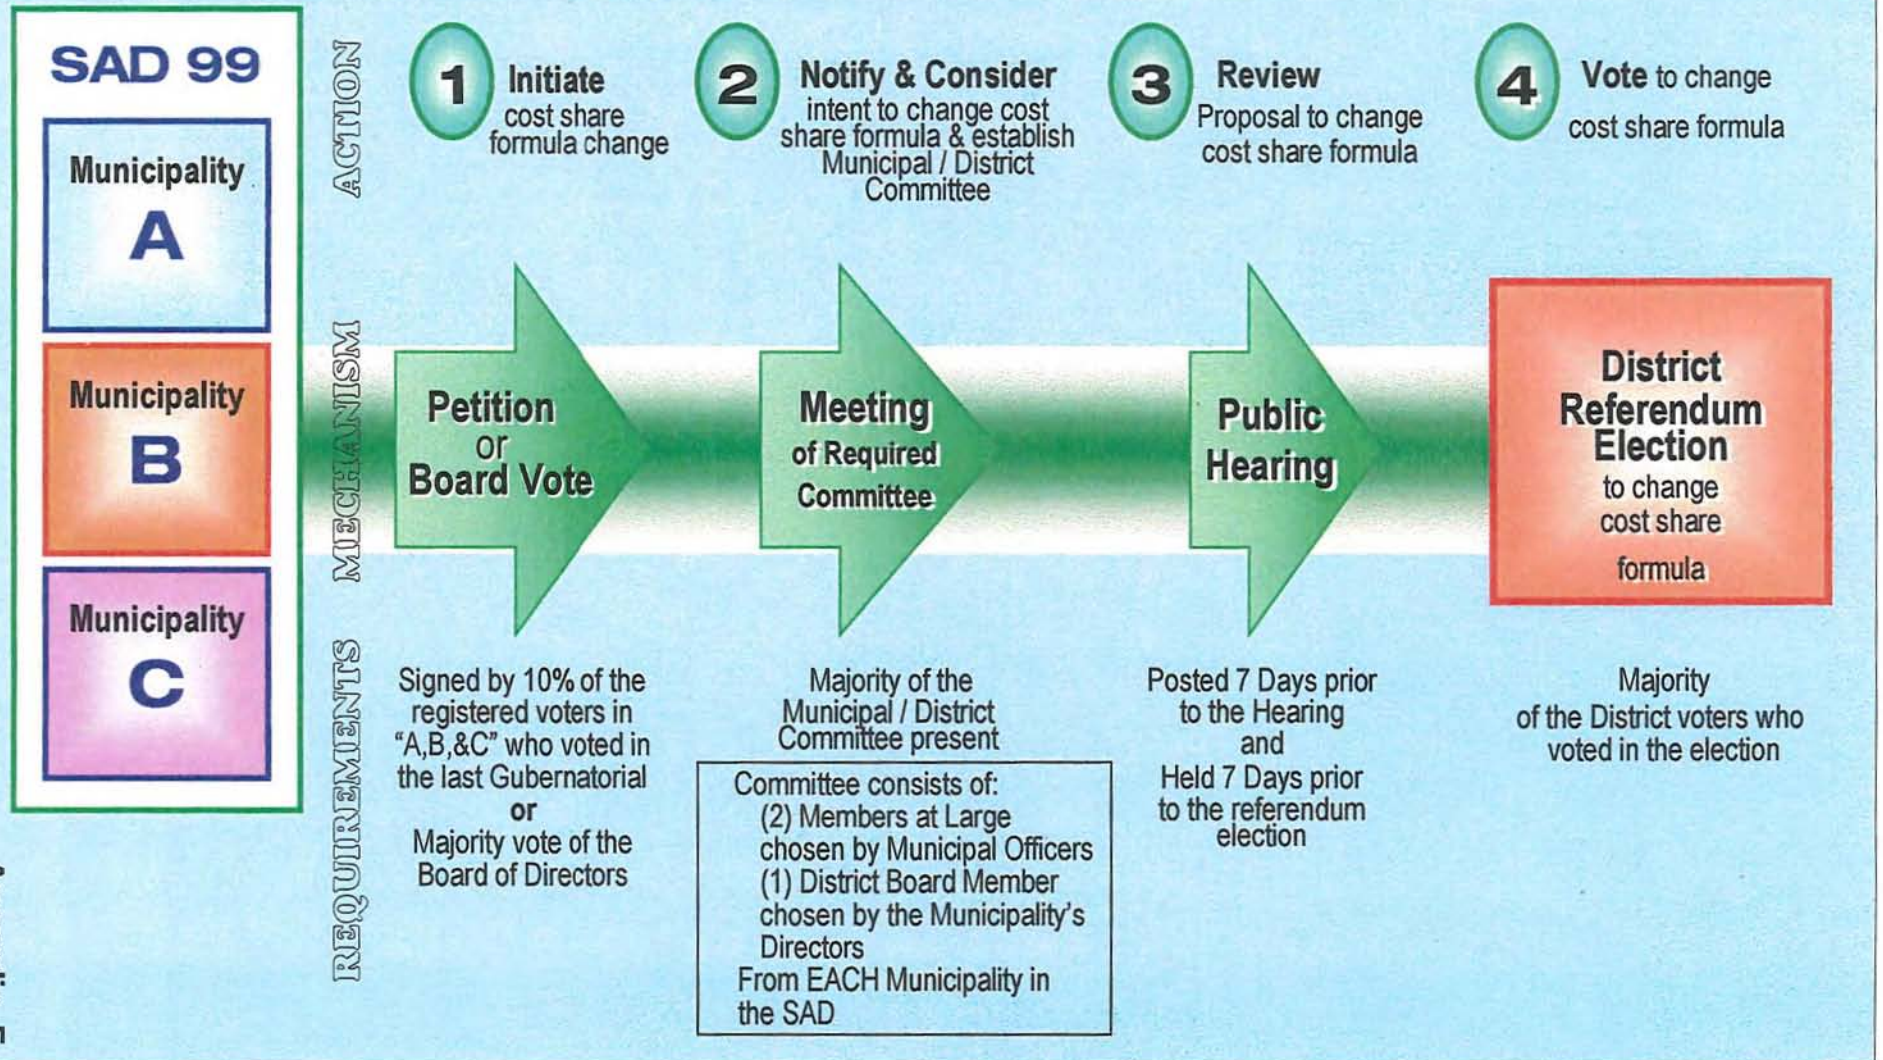 SAD 99
Municipality
A
Municipality
B
Municipality
C
ACTION
1
Initiate
cost share
formula change
2
Notify & Consider
intent to change cost
share formula & establish
Municipal / District
Committee
3
Review
Proposal to change
cost share formula
4
Vote to change
cost share formula
MECHANISM
Petition
or
Board Vote
Meeting
of Required
Committee
Public
Hearing
District
Referendum
Election
to change
cost share
formula
REQUIREMENTS
Signed by 10% of the
registered voters in
“A,B,&C” who voted in
the last Gubernatorial
or
Majority vote of the
Board of Directors
Majority of the
Municipal / District
Committee present
Committee consists of:
(2) Members at Large
chosen by Municipal Officers
(1) District Board Member
chosen by the Municipality's
Directors
From EACH Municipality in
the SAD
Posted 7 Days prior
to the Hearing
and
Held 7 Days prior
to the referendum
election
Majority
of the District voters who
voted in the election